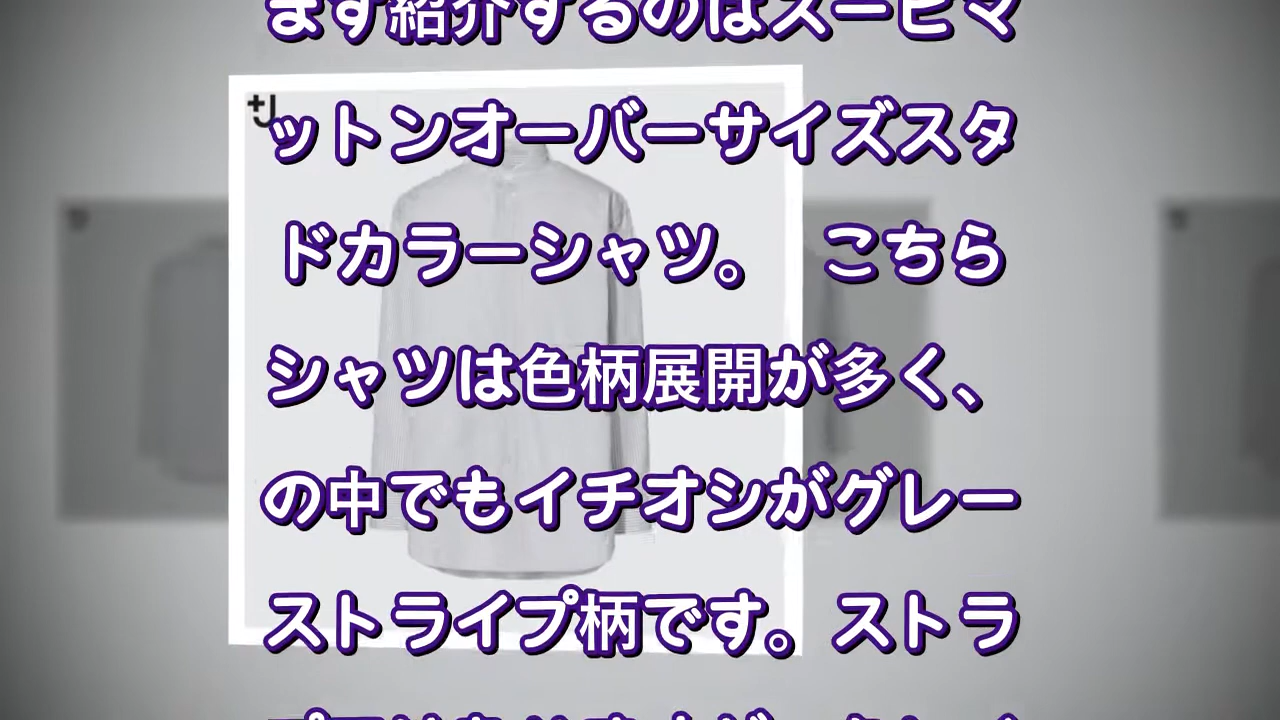 まず紹介するのはスーピマ
+J
ットンオーバーサイズスタ
ドカラーシャツ。　こちら
シャツは色柄展開が多く、
の中でもイチオシがグレー
ストライプ柄です。ストラ